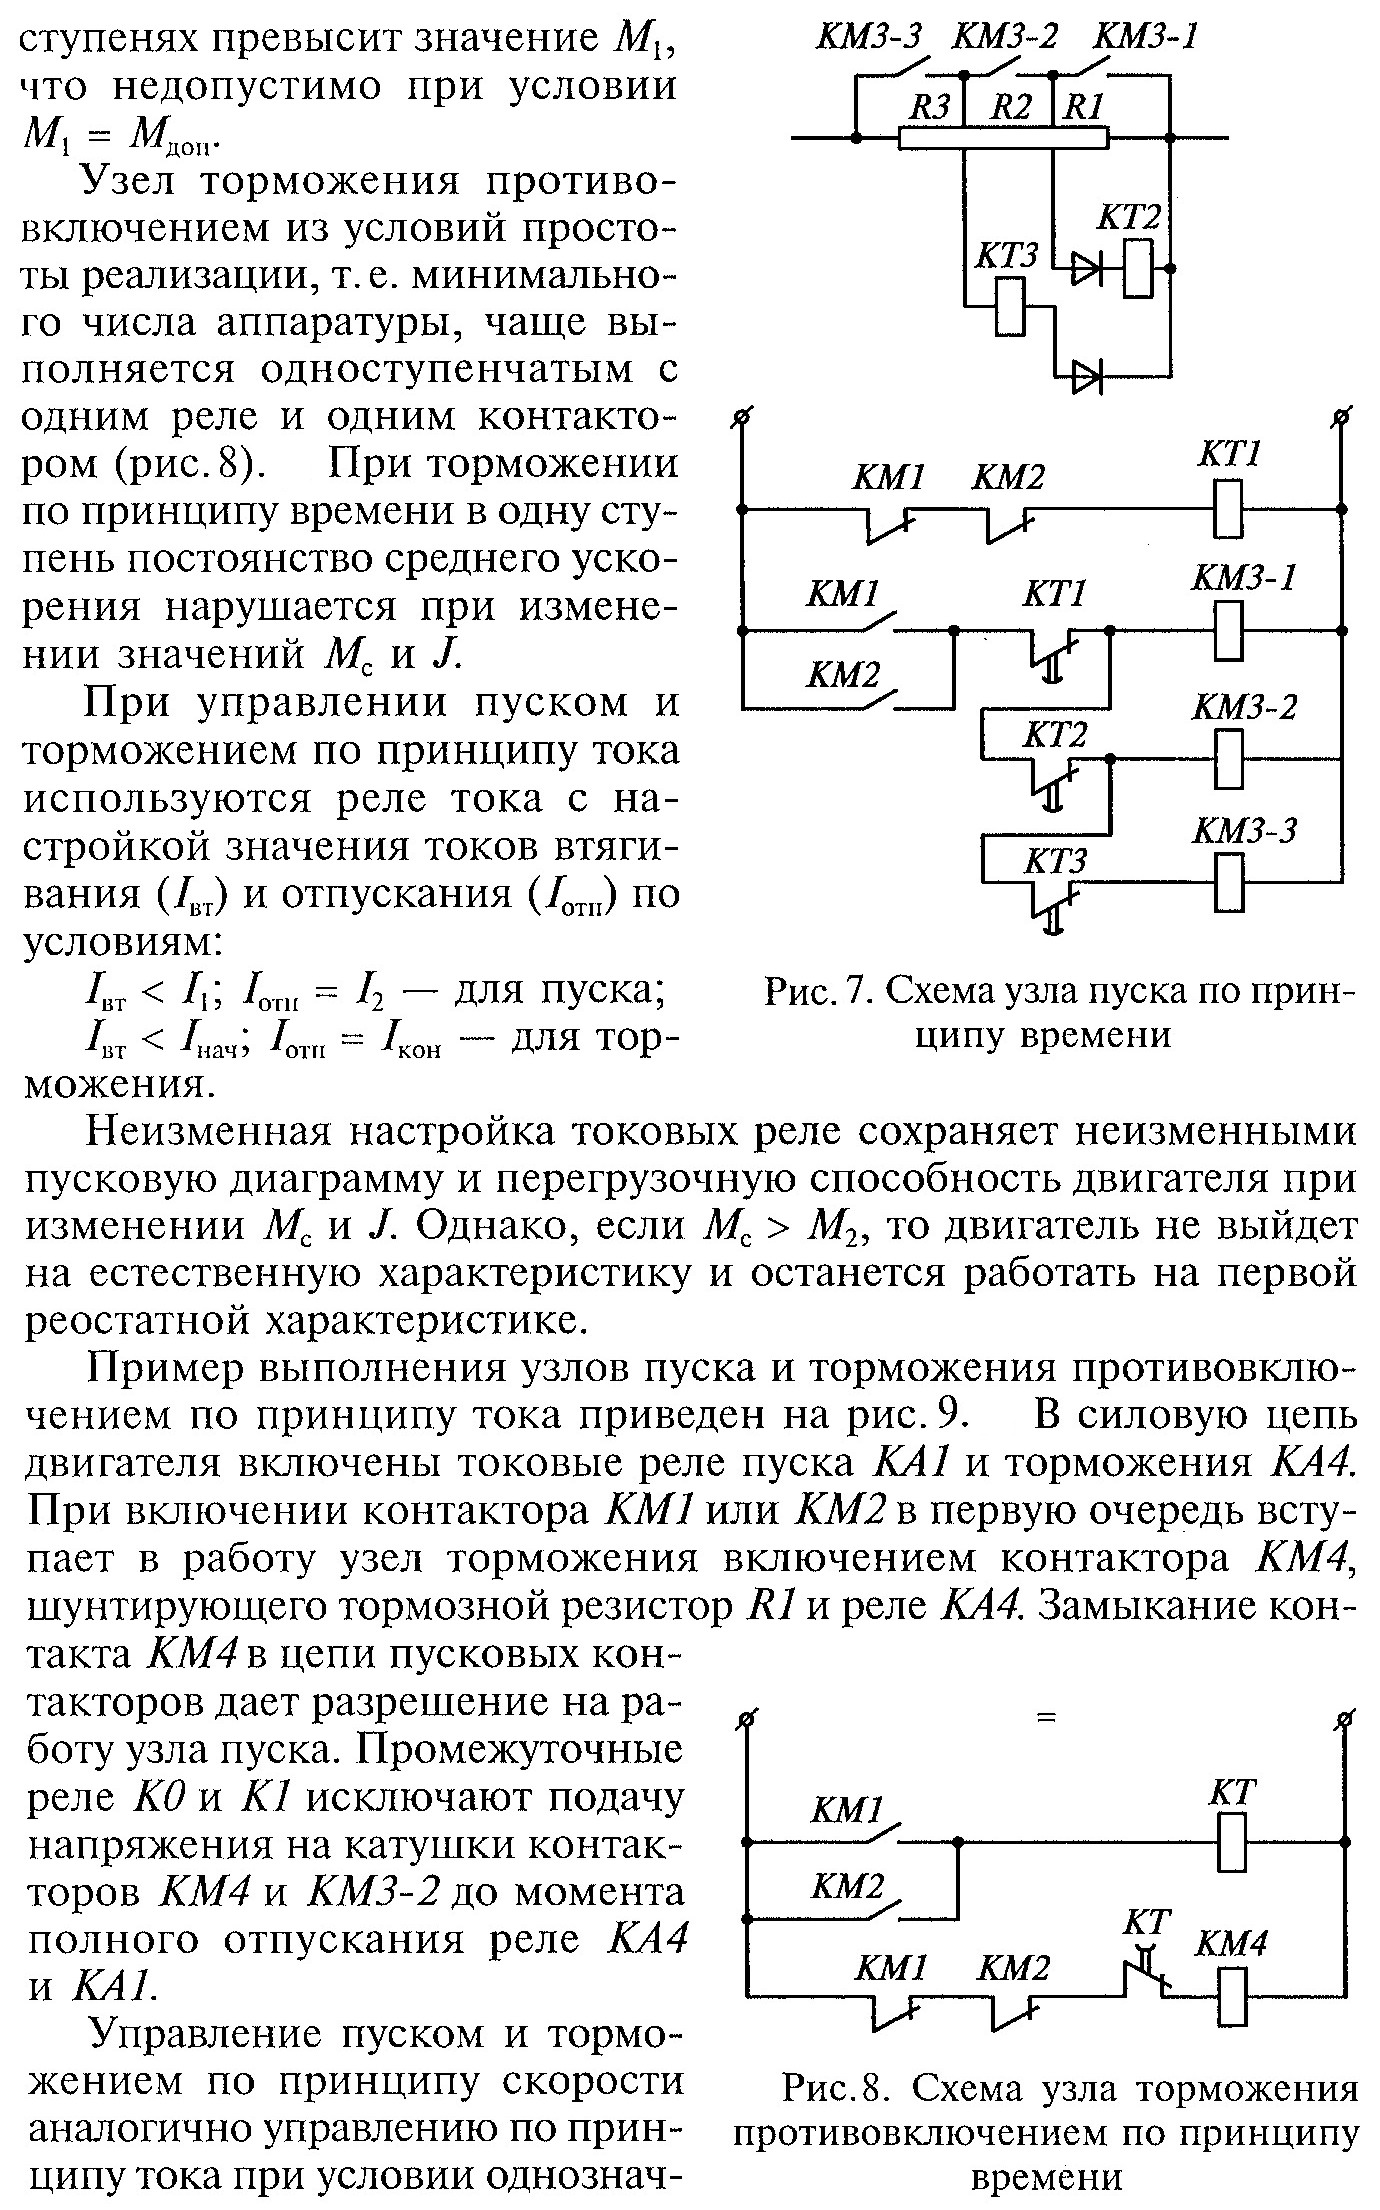 ступенях превысит значение M₁,
что недопустимо при условии
M₁ = Mдоп.
Узел торможения противо-
включением из условий просто-
ты реализации, т. е. минимально-
го числа аппаратуры, чаще вы-
полняется одноступенчатым с
одним реле и одним контакто-
ром (рис. 8). При торможении
по принципу времени в одну сту-
пень постоянство среднего уско-
рения нарушается при измене-
нии значений Mс и J.
При управлении пуском и
торможением по принципу тока
используются реле тока с на-
стройкой значения токов втяги-
вания (Iвт) и отпускания (Iотп) по
условиям:
Iвт < I₁; Iотп = I₂ — для пуска;
Iвт < Iнач; Iотп = Iкон — для тор-
можения.
KM3-3 KM3-2 KM3-1
R3 R2 R1
KT2
KT3
KT1
KM1 KM2
KM3-1
KM1 KT1
KM2
KM3-2
KT2
KM3-3
KT3
Рис. 7. Схема узла пуска по прин-
ципу времени
Неизменная настройка токовых реле сохраняет неизменными
пусковую диаграмму и перегрузочную способность двигателя при
изменении Mс и J. Однако, если Mс > M₂, то двигатель не выйдет
на естественную характеристику и останется работать на первой
реостатной характеристике.
Пример выполнения узлов пуска и торможения противовклю-
чением по принципу тока приведен на рис. 9. В силовую цепь
двигателя включены токовые реле пуска KA1 и торможения KA4.
При включении контактора KM1 или KM2 в первую очередь всту-
пает в работу узел торможения включением контактора KM4,
шунтирующего тормозной резистор R1 и реле KA4. Замыкание кон-
такта KM4 в цепи пусковых кон-
такторов дает разрешение на ра-
боту узла пуска. Промежуточные
реле K0 и K1 исключают подачу
напряжения на катушки контак-
торов KM4 и KM3-2 до момента
полного отпускания реле KA4
и KA1.
Управление пуском и тормо-
жением по принципу скорости
аналогично управлению по прин-
ципу тока при условии однознач-
=
KT
KM1
KM2
KT
KM4
KM1 KM2
Рис. 8. Схема узла торможения
противовключением по принципу
времени